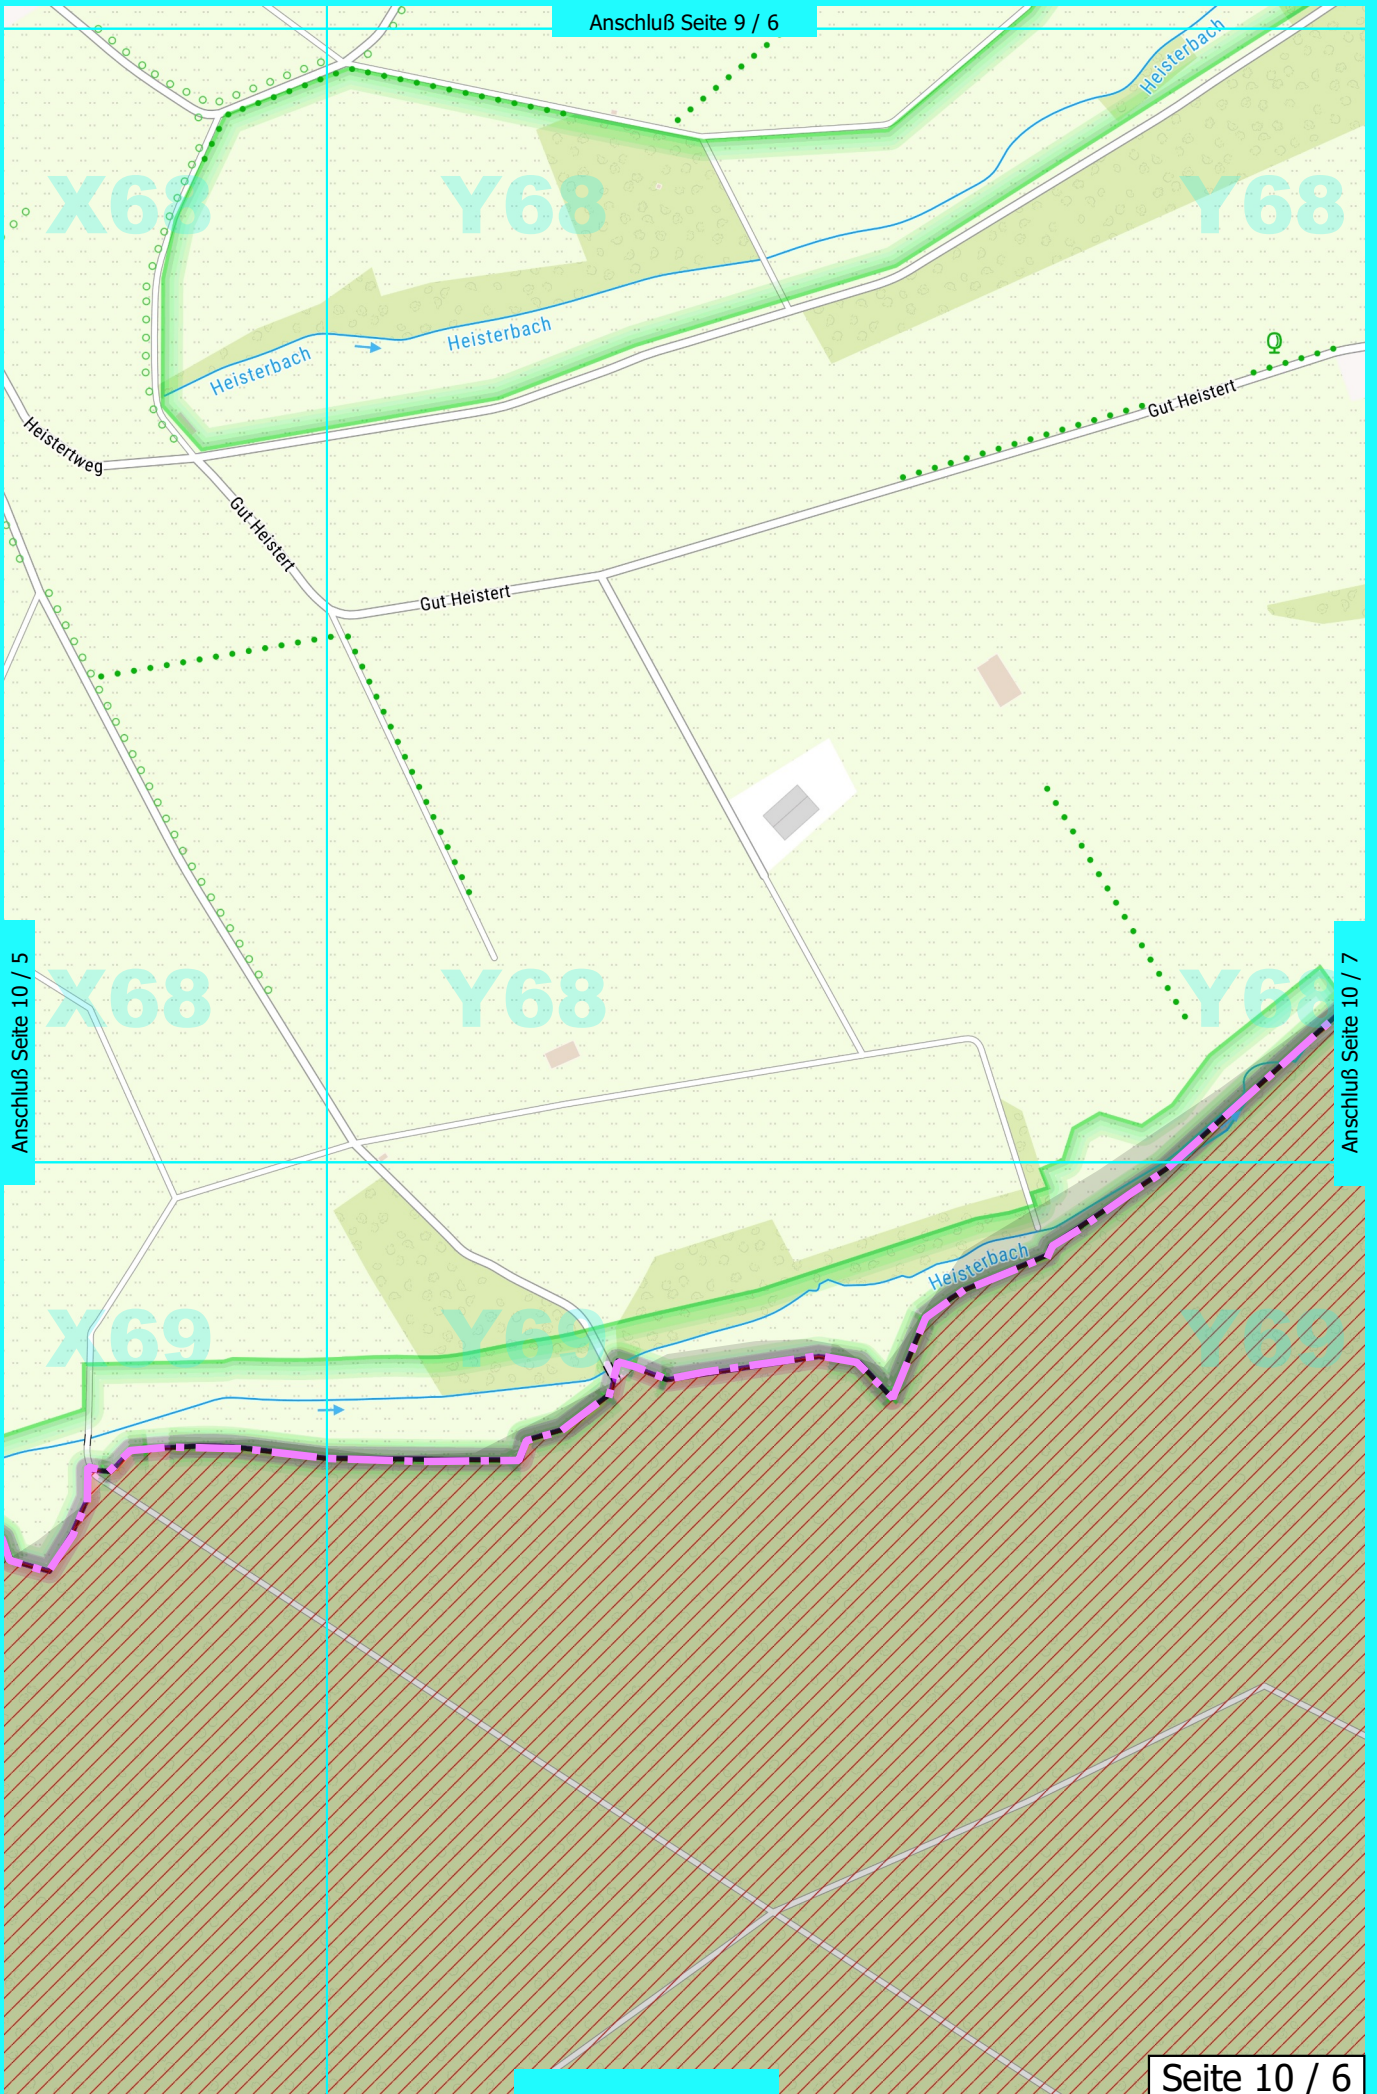 Anschluß Seite 9 / 6
Heisterbach
X68
Y68
Y68
Heisterbach
Heisterbach
Gut Heistert
Heistertweg
Gut Heistert
Gut Heistert
Anschluß Seite 10 / 5
X68
Y68
Y68
Anschluß Seite 10 / 7
Heisterbach
X69
Y69
Y69
Seite 10 / 6